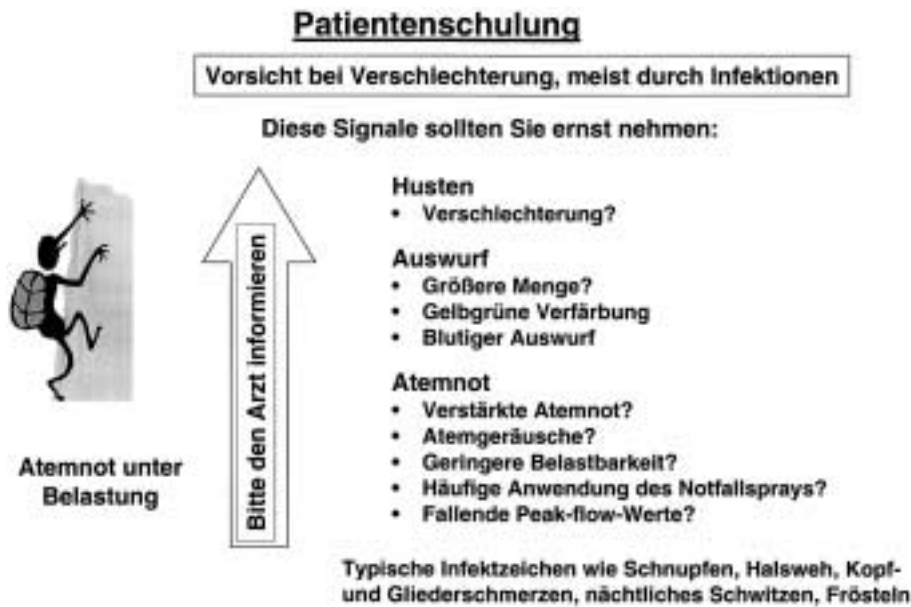 Patientenschulung
Vorsicht bei Verschlechterung, meist durch Infektionen
Diese Signale sollten Sie ernst nehmen:
Atemnot unter
Belastung
Bitte den Arzt informieren
Husten
• Verschlechterung?
Auswurf
• Größere Menge?
• Gelbgrüne Verfärbung
• Blutiger Auswurf
Atemnot
• Verstärkte Atemnot?
• Atemgeräusche?
• Geringere Belastbarkeit?
• Häufige Anwendung des Notfallsprays?
• Fallende Peak-flow-Werte?
Typische Infektzeichen wie Schnupfen, Halsweh, Kopf-
und Gliederschmerzen, nächtliches Schwitzen, Frösteln